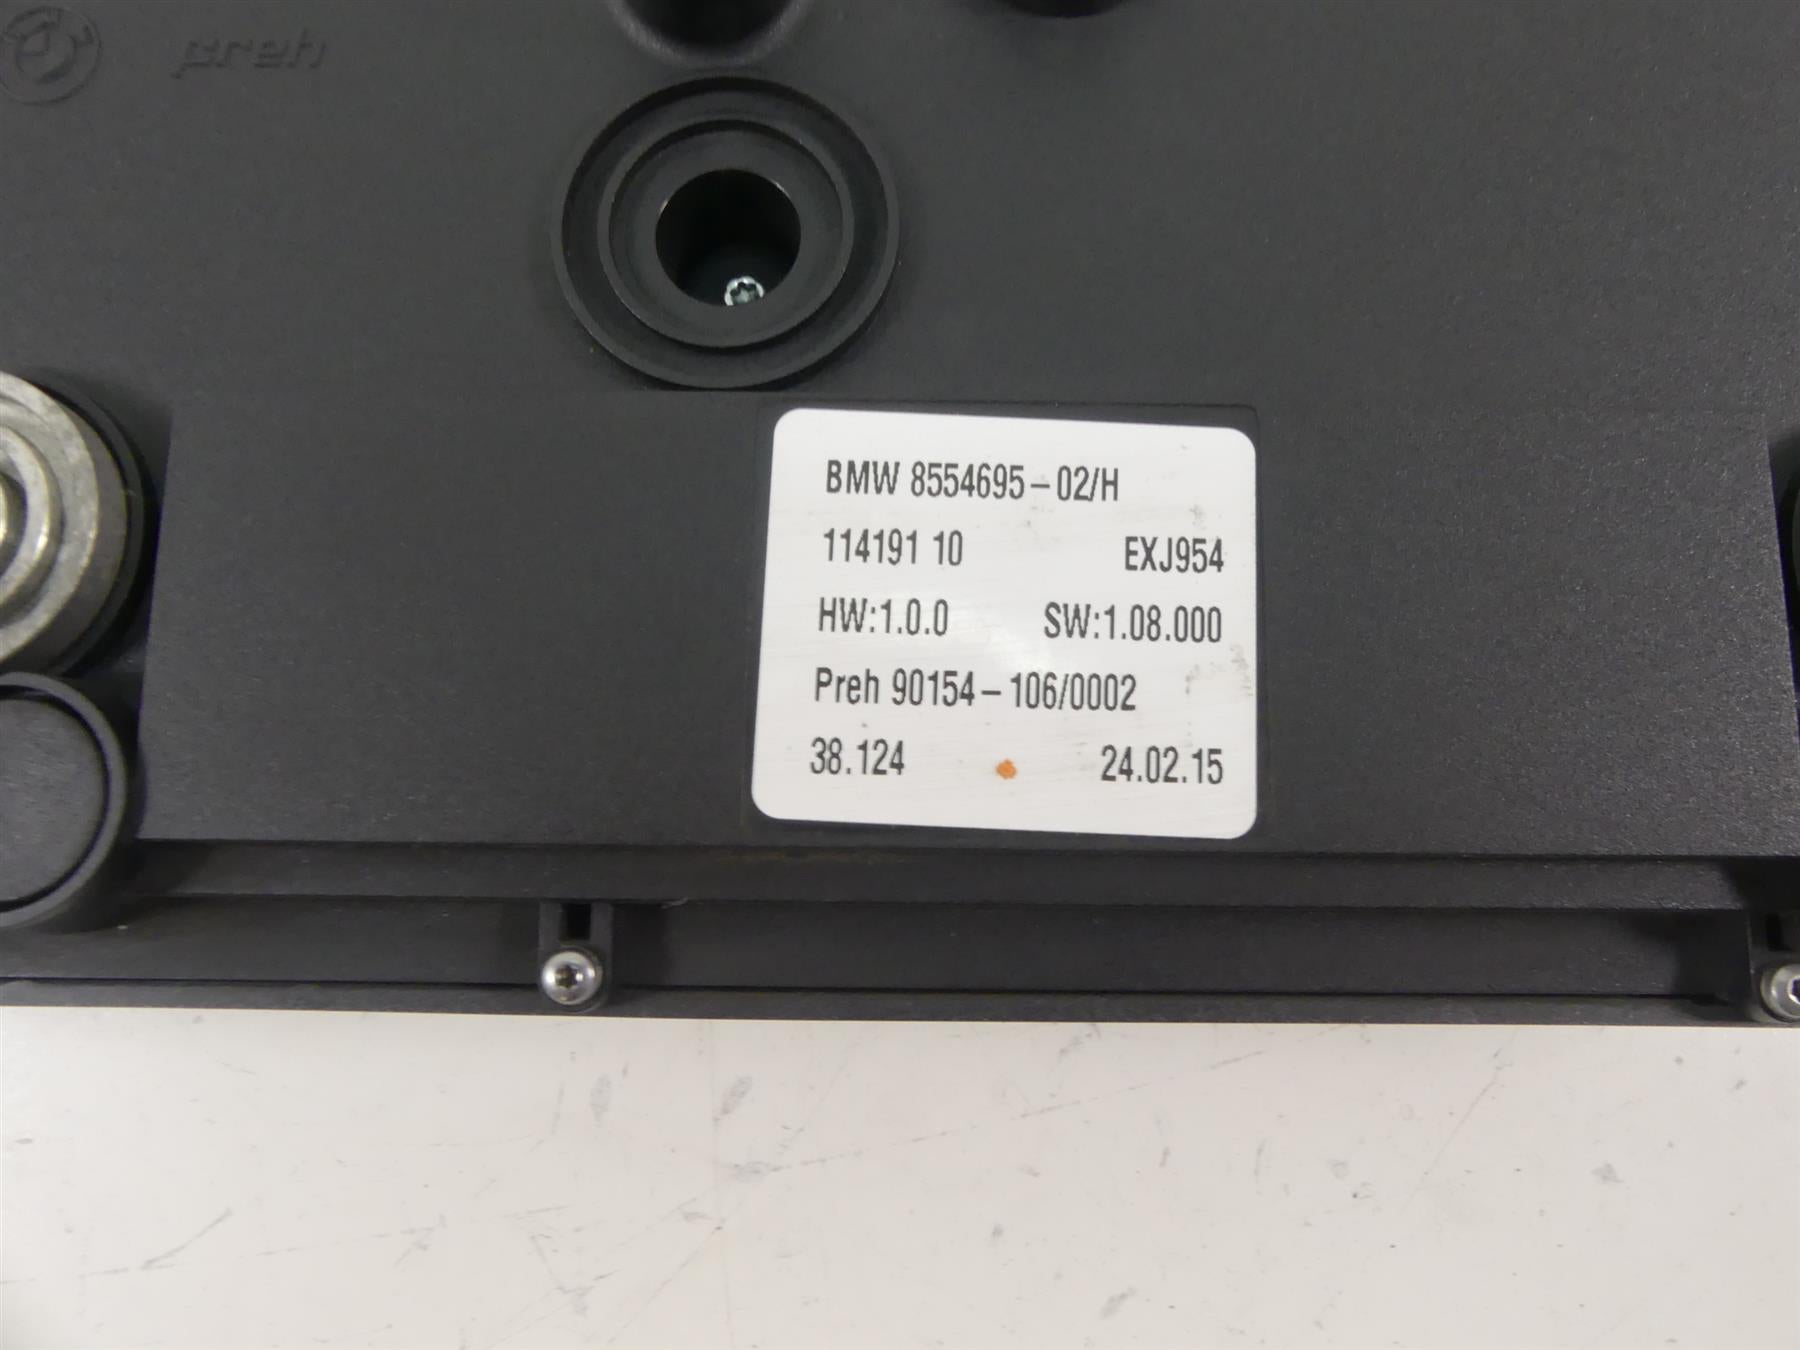 preh
BMW 8554695-02/H
114191 10 EXJ954
HW:1.0.0 SW:1.08.000
Preh 90154-106/0002
38.124 24.02.15